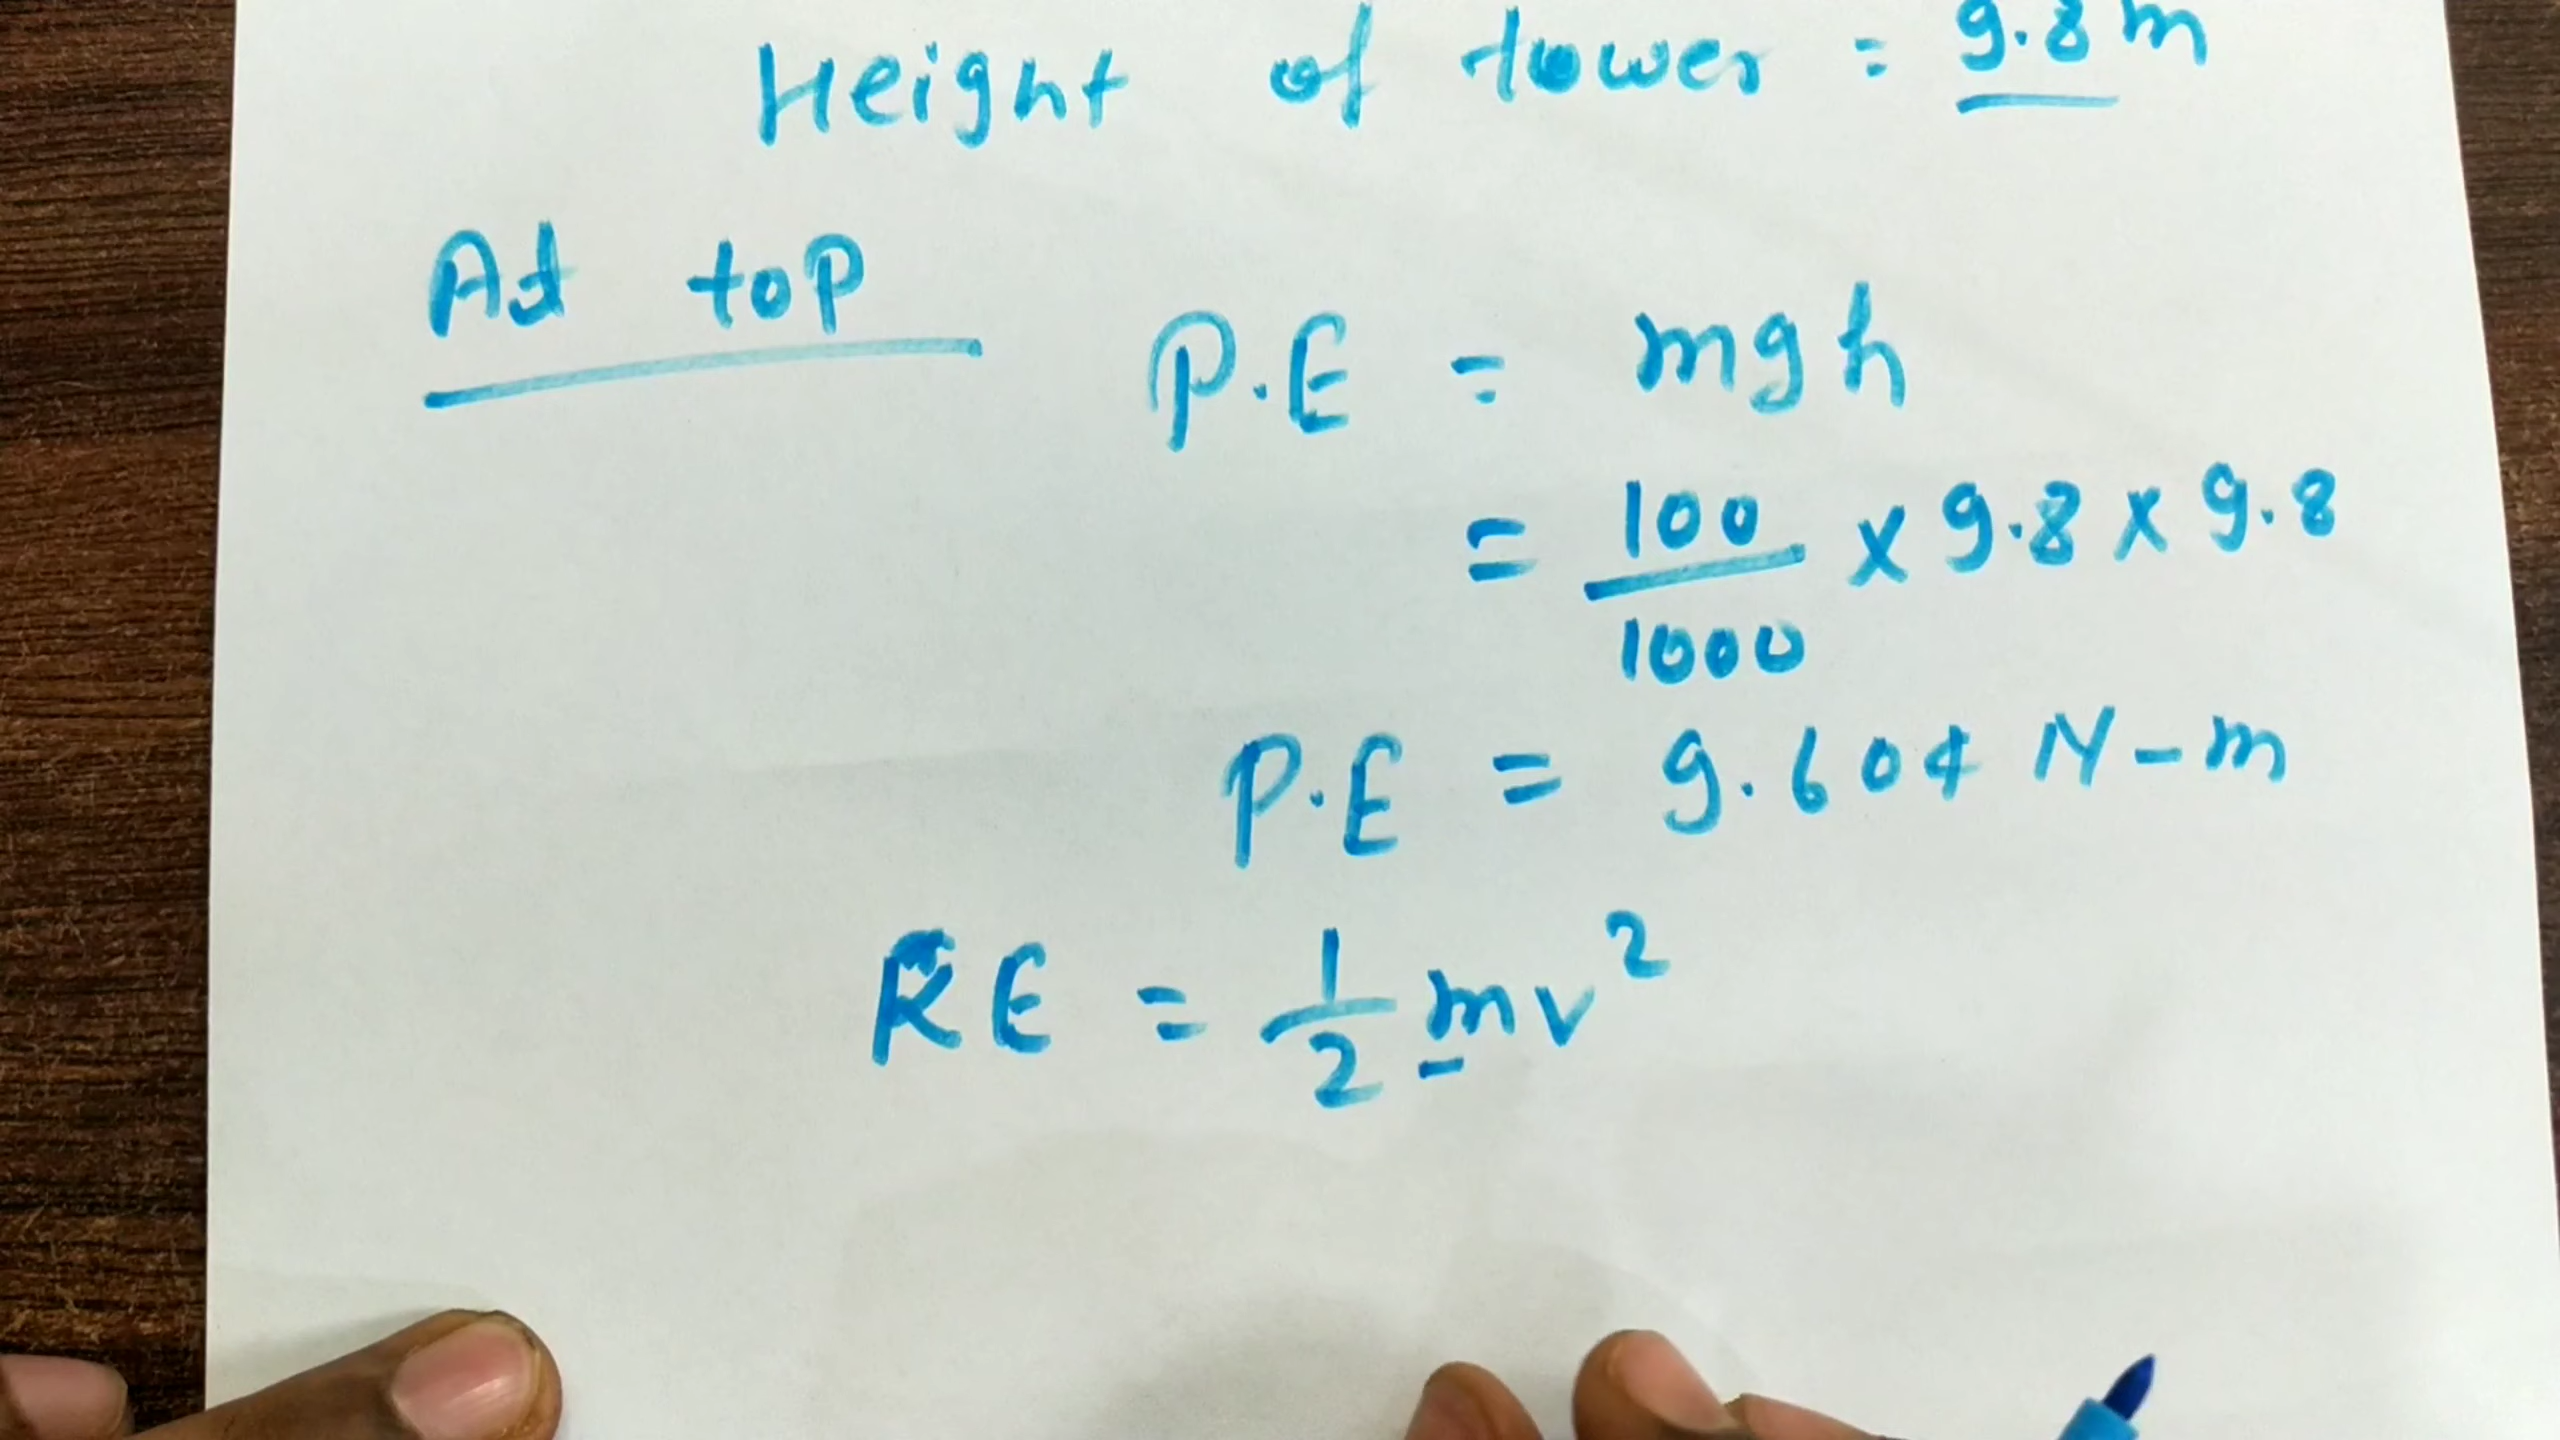 Height of tower = 9.8 m
At top
P.E = mgh
= 100/1000 x 9.8 x 9.8
P.E = 9.604 N-m
KE = 1/2 mv²